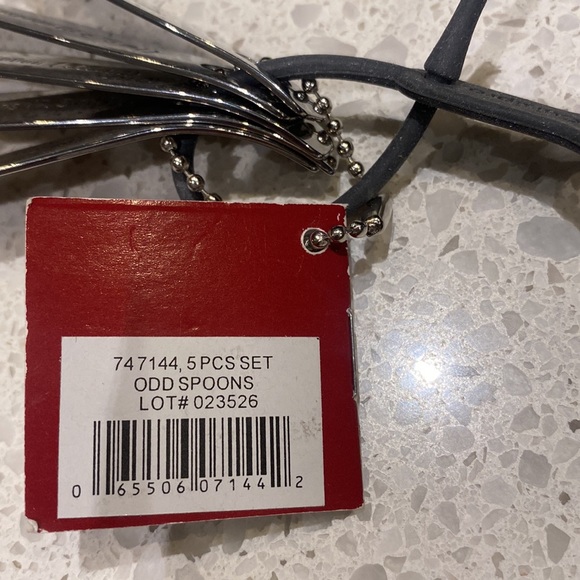 747144, 5 PCS SET
ODD SPOONS
LOT# 023526
0 65506 07144 2